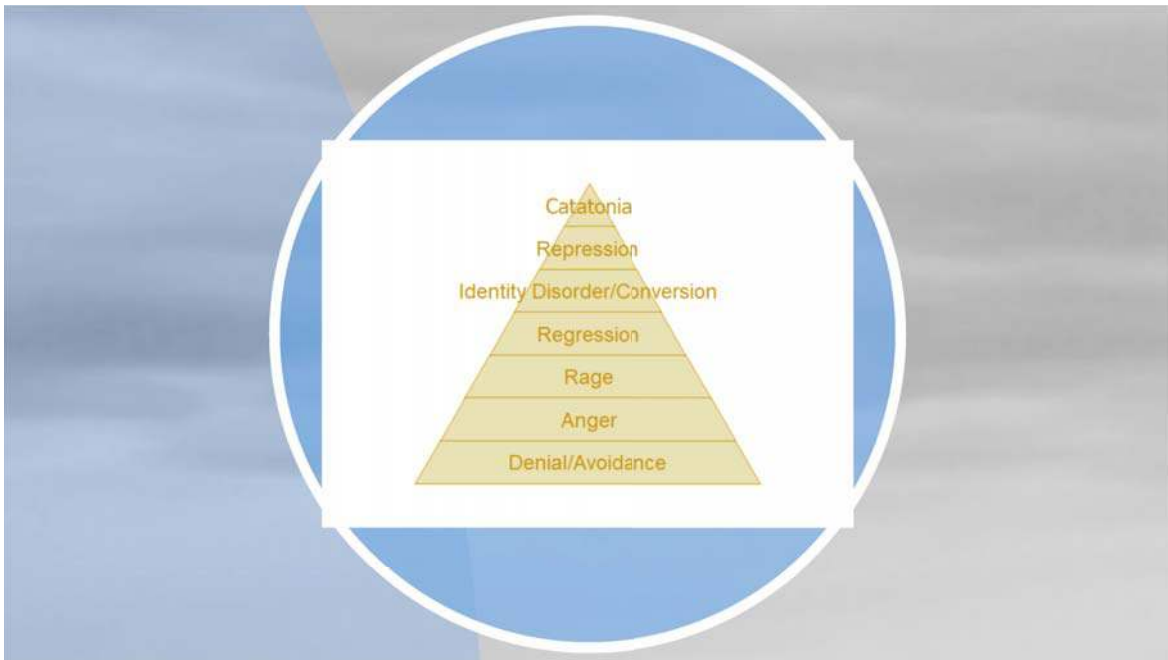 Catatonia
Repression
Identity Disorder/Conversion
Regression
Rage
Anger
Denial/Avoidance